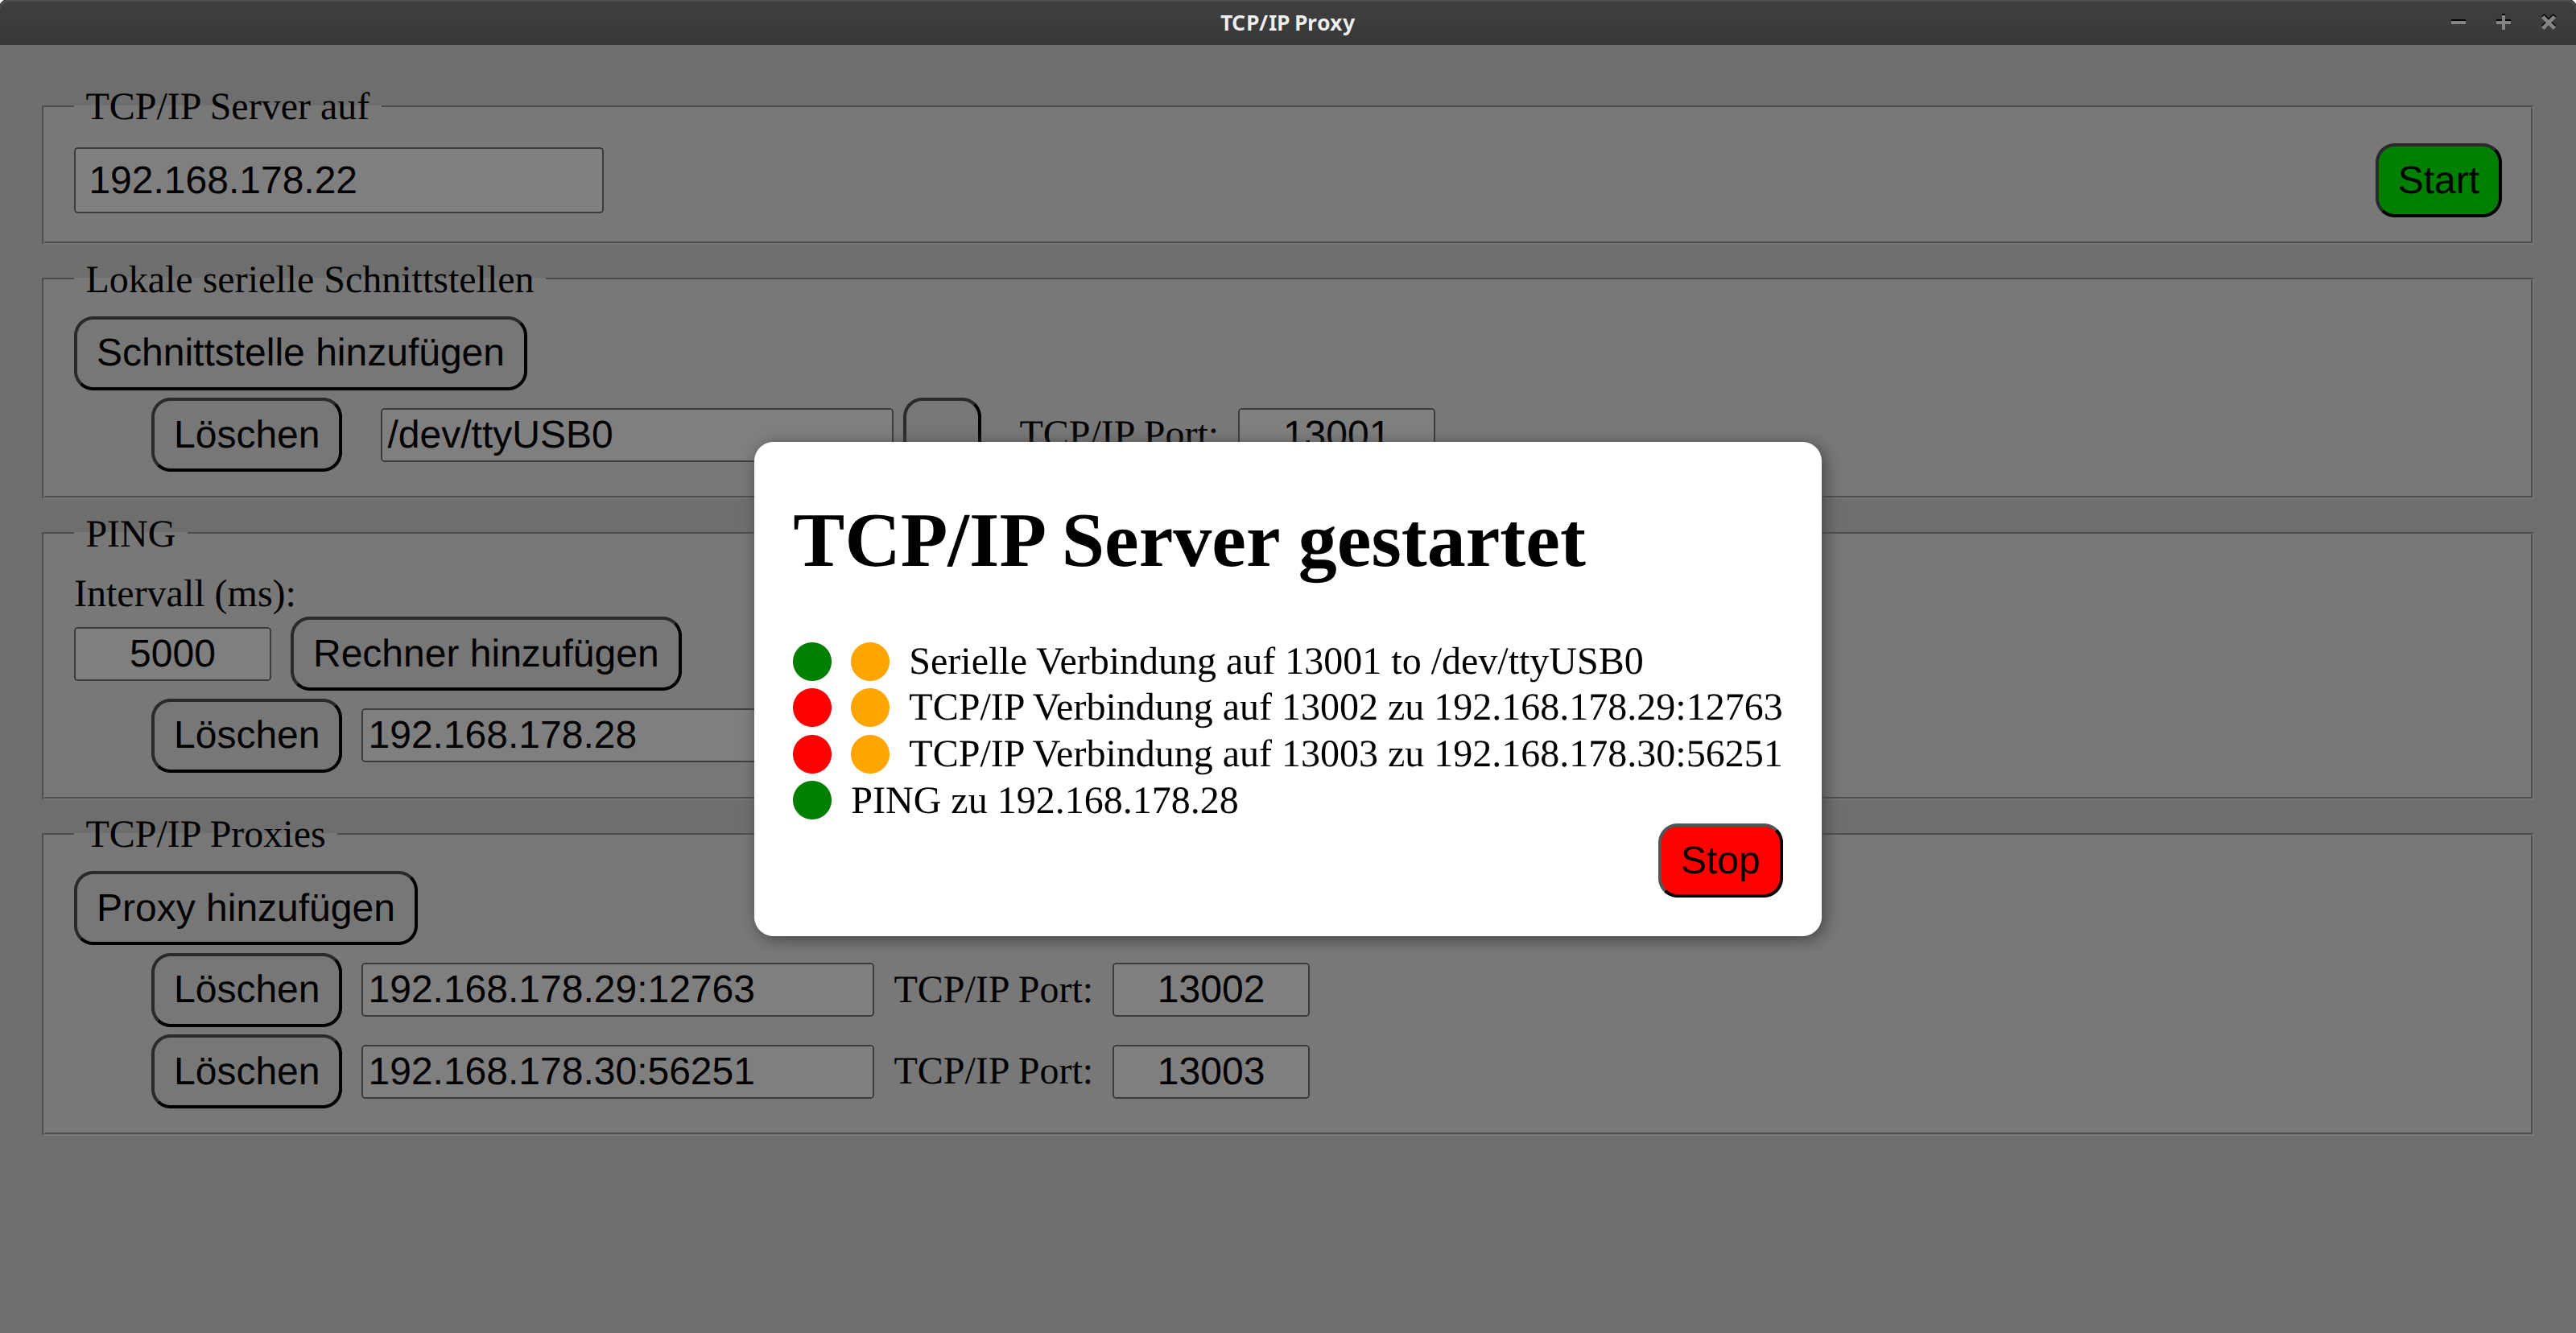 TCP/IP Proxy
TCP/IP Server auf
192.168.178.22
Start
Lokale serielle Schnittstellen
Schnittstelle hinzufügen
Löschen /dev/ttyUSB0 TCP/IP Port: 13001
PING
Intervall (ms):
5000 Rechner hinzufügen
Löschen 192.168.178.28
TCP/IP Server gestartet
Serielle Verbindung auf 13001 to /dev/ttyUSB0
TCP/IP Verbindung auf 13002 zu 192.168.178.29:12763
TCP/IP Verbindung auf 13003 zu 192.168.178.30:56251
PING zu 192.168.178.28
Stop
TCP/IP Proxies
Proxy hinzufügen
Löschen 192.168.178.29:12763 TCP/IP Port: 13002
Löschen 192.168.178.30:56251 TCP/IP Port: 13003